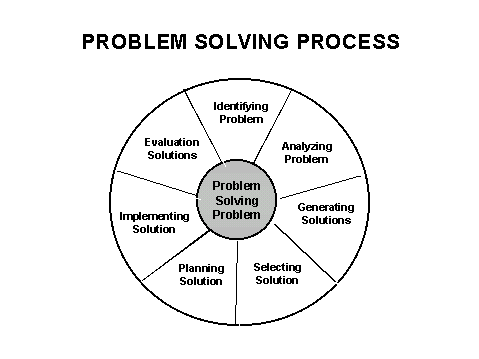 PROBLEM SOLVING PROCESS
Identifying
Problem
Analyzing
Problem
Generating
Solutions
Selecting
Solution
Planning
Solution
Implementing
Solution
Evaluation
Solutions
Problem
Solving
Problem